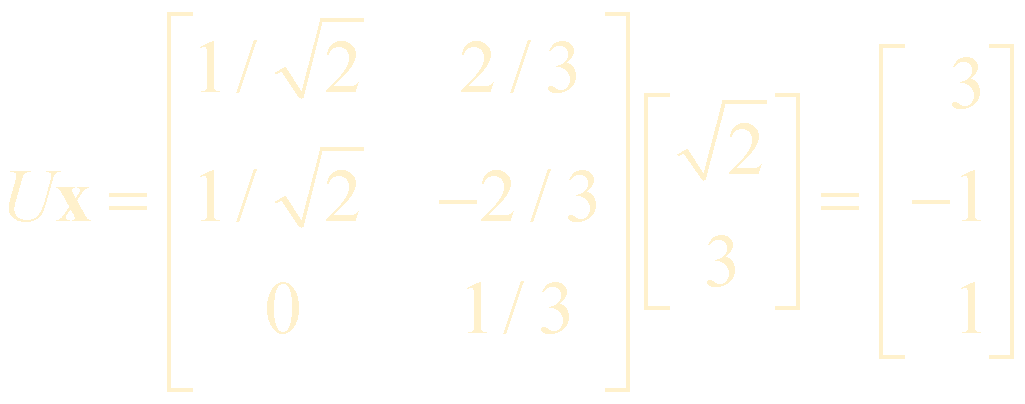 Ux = [ 1/√2 2/3 ; 1/√2 −2/3 ; 0 1/3 ] [ √2 ; 3 ] = [ 3 ; −1 ; 1 ]